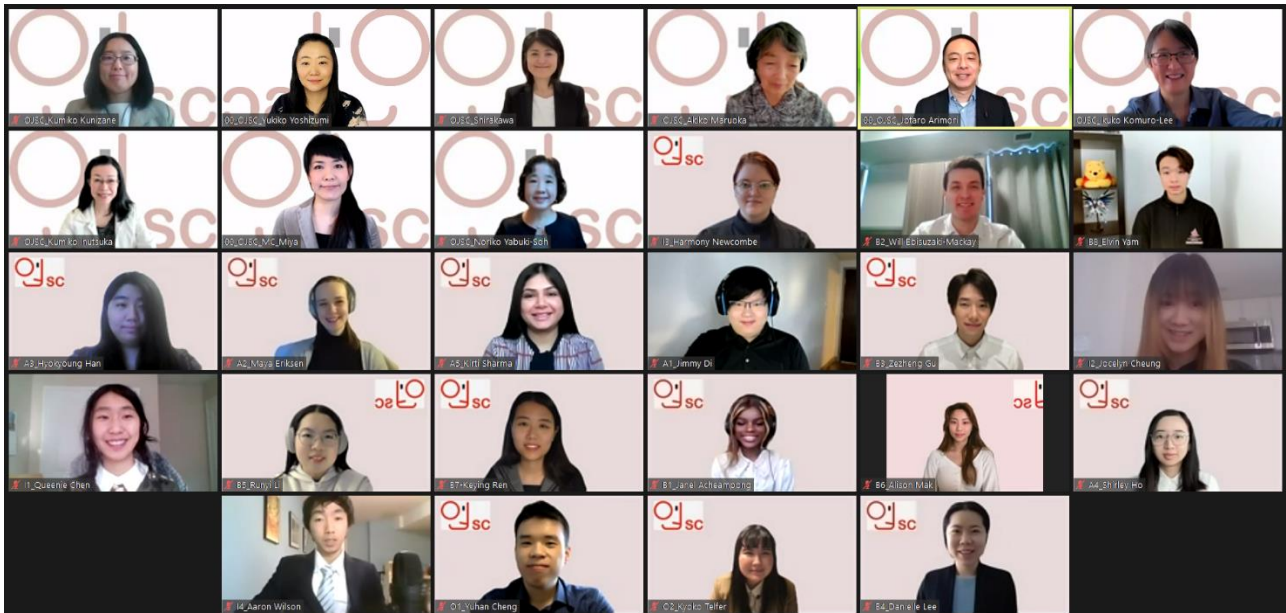 OJSC_Kumiko Kunizane
00_OJSC_Yukiko Yoshizumi
OJSC_Shirakawa
OJSC_Akiko Maruoka
00_OJSC_Jotaro Arimori
OJSC_Ikuko Komuro-Lee
OJSC_Kumiko Inutsuka
00_OJSC_MC_Miya
OJSC_Noriko Yabuki-Soh
I3_Harmony Newcombe
B2_Will Ebisuzaki-Mackay
B8_Elvin Yam
A3_Hyokyoung Han
A2_Maya Eriksen
A5_Kirti Sharma
A1_Jimmy Di
B3_Zezheng Gu
I2_Jocelyn Cheung
I1_Queenie Chen
B5_Runyi Li
B7-Keying Ren
B1_Janel Acheampong
B6_Alison Mak
A4_Shirley Ho
I4_Aaron Wilson
O1_Yuhan Cheng
O2_Kyoko Telfer
B4_Danielle Lee